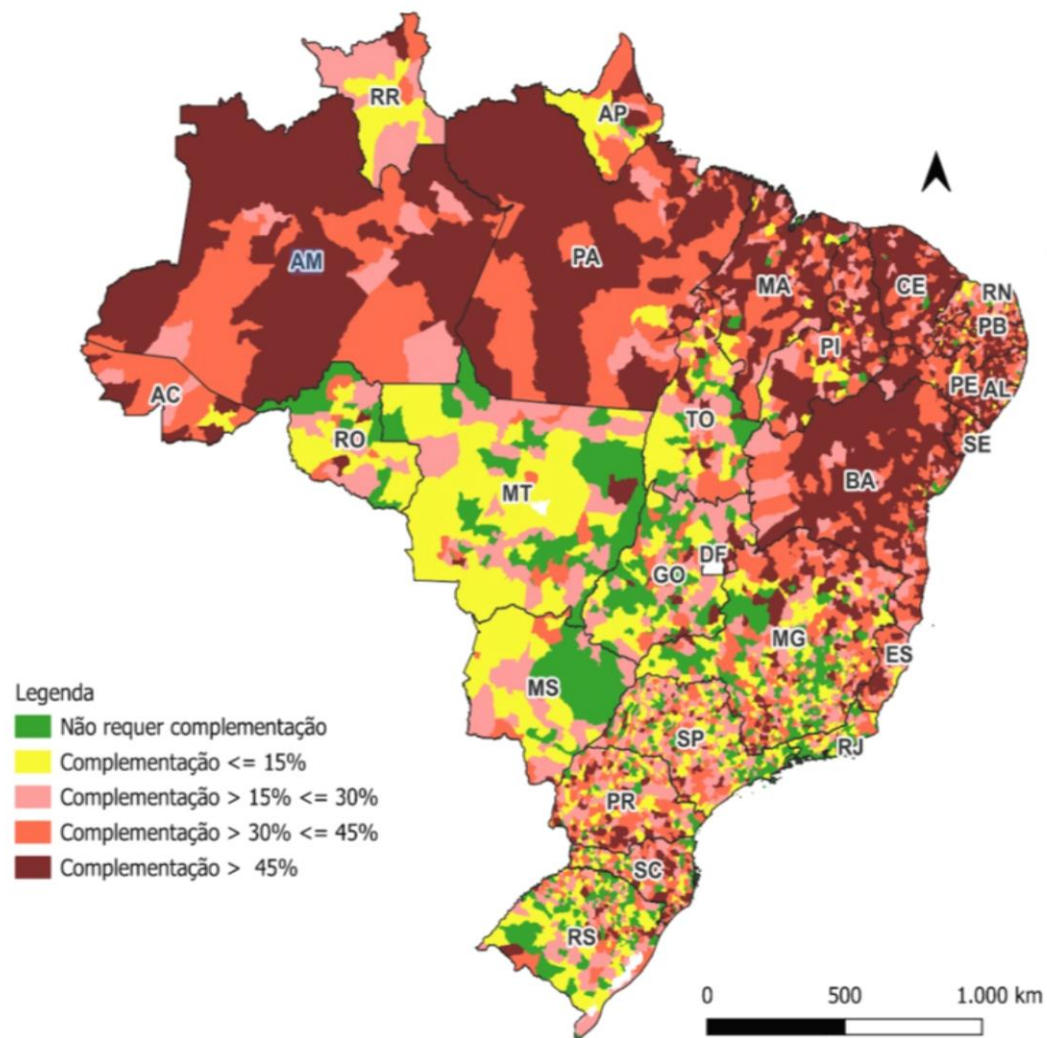 RR
AP
AM
PA
MA
CE
RN
PB
PI
PE
AL
AC
TO
SE
RO
BA
MT
DF
GO
MG
ES
MS
SP
RJ
PR
SC
RS
Legenda
Não requer complementação
Complementação <= 15%
Complementação > 15% <= 30%
Complementação > 30% <= 45%
Complementação > 45%
0 500 1.000 km